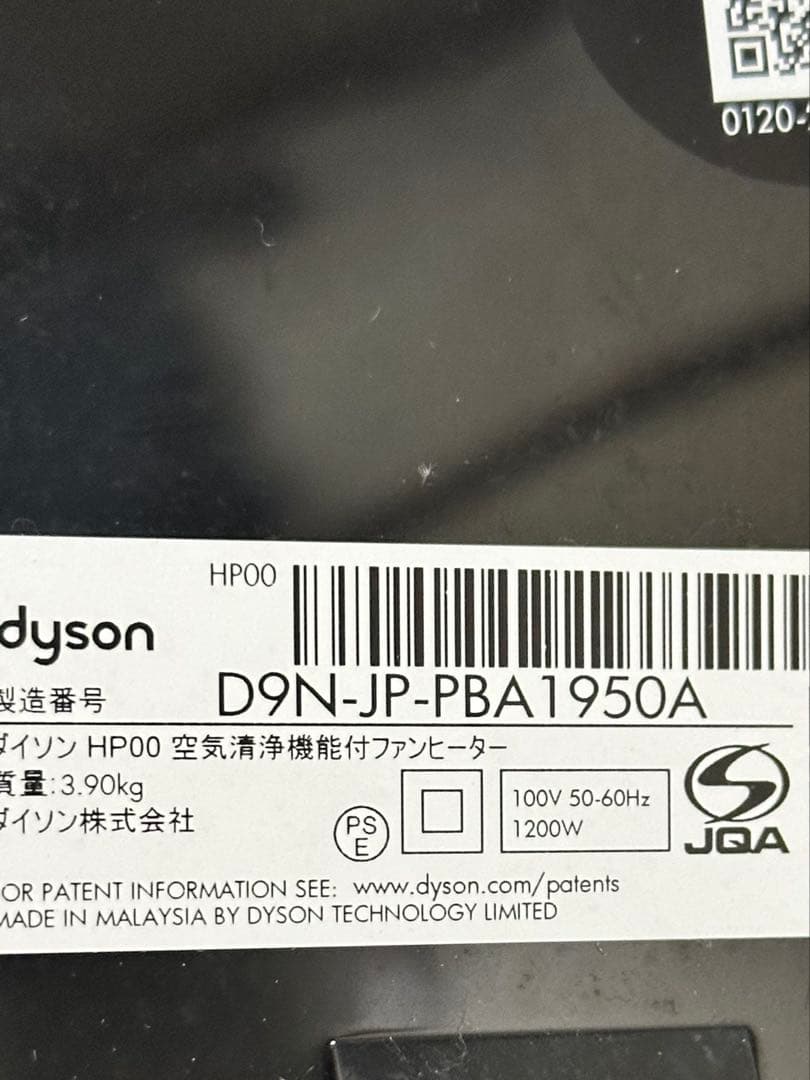 0120-
HP00
dyson
製造番号
D9N-JP-PBA1950A
ダイソン HP00 空気清浄機能付ファンヒーター
質量:3.90kg
ダイソン株式会社
PS
E
100V 50-60Hz
1200W
JQA
OR PATENT INFORMATION SEE: www.dyson.com/patents
MADE IN MALAYSIA BY DYSON TECHNOLOGY LIMITED